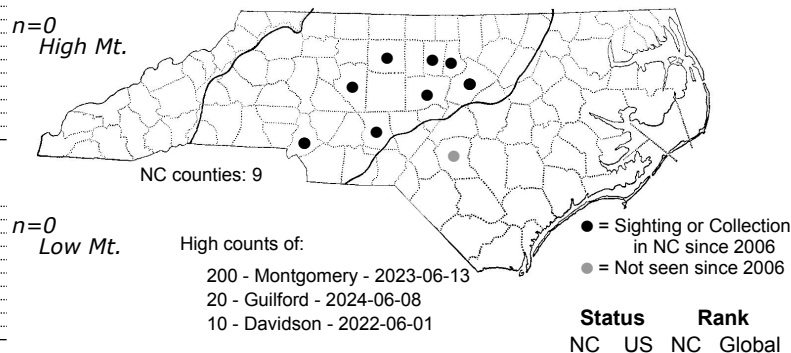 n=0
High Mt.
NC counties: 9
n=0
Low Mt.
High counts of:
200 - Montgomery - 2023-06-13
20 - Guilford - 2024-06-08
10 - Davidson - 2022-06-01
= Sighting or Collection
in NC since 2006
= Not seen since 2006
Status Rank
NC US NC Global